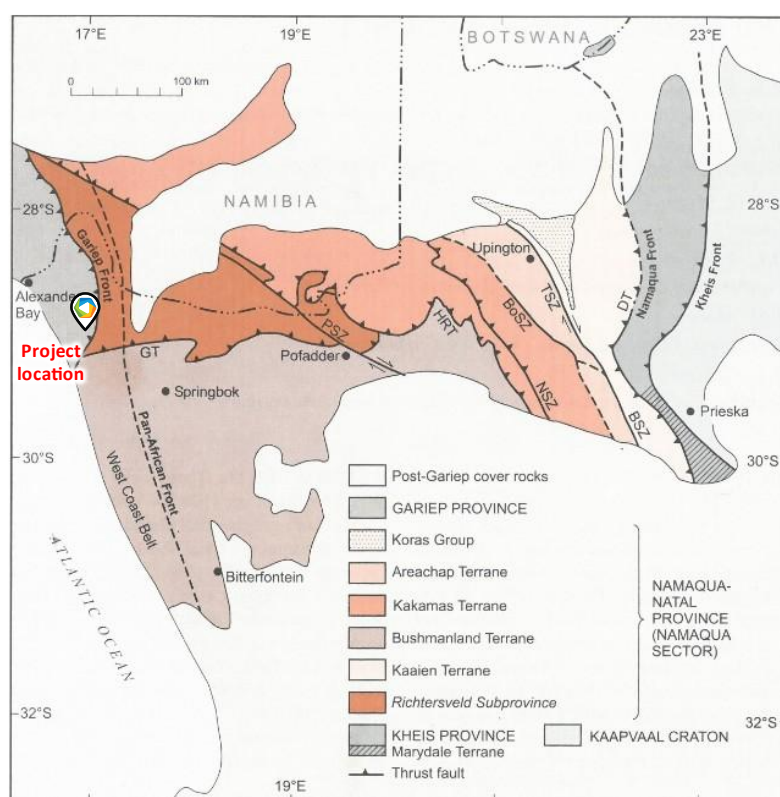 17°E
19°E
23°E
BOTSWANA
0 100 km
28°S
28°S
NAMIBIA
Gariep Front
Upington
TSZ
DT
Namaqua Front
Kheis Front
Alexander
Bay
BoSZ
Project
location
GT
PSZ
HRT
Pofadder
Springbok
NSZ
BSZ
Prieska
Pan-African Front
30°S
30°S
West Coast Belt
Bitterfontein
ATLANTIC OCEAN
Post-Gariep cover rocks
GARIEP PROVINCE
Koras Group
Areachap Terrane
Kakamas Terrane
Bushmanland Terrane
Kaaien Terrane
Richtersveld Subprovince
NAMAQUA-
NATAL
PROVINCE
(NAMAQUA
SECTOR)
32°S
32°S
KHEIS PROVINCE
KAAPVAAL CRATON
Marydale Terrane
Thrust fault
19°E